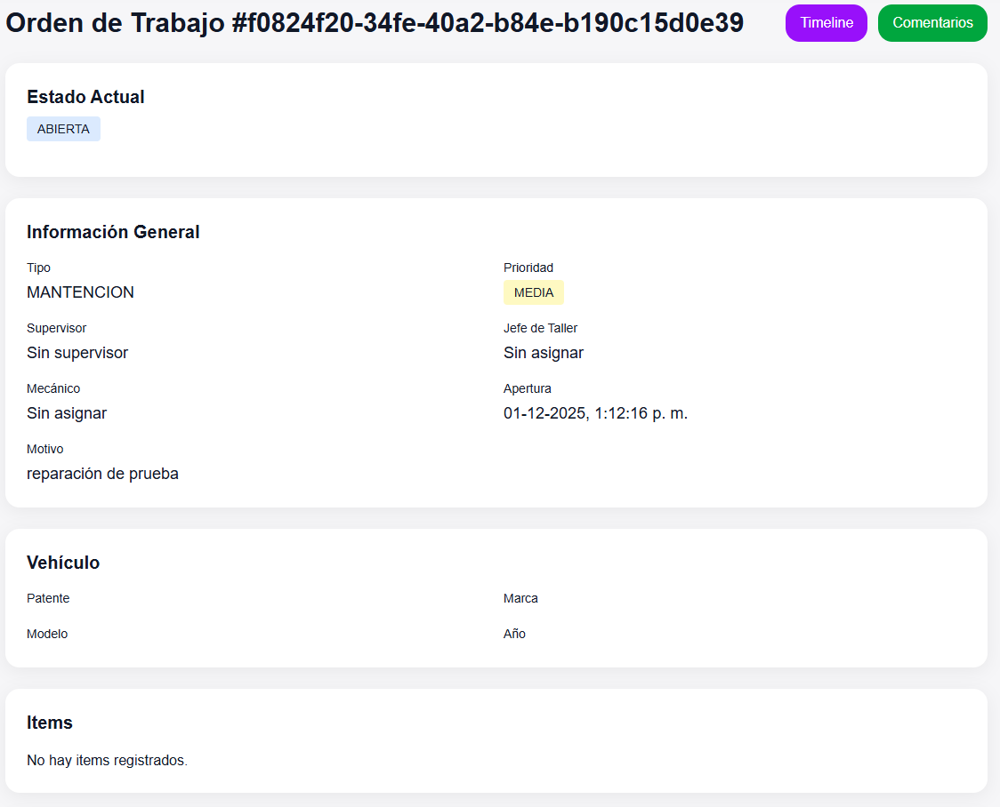 Orden de Trabajo #f0824f20-34fe-40a2-b84e-b190c15d0e39
Timeline
Comentarios
Estado Actual
ABIERTA
Información General
Tipo
MANTENCION
Prioridad
MEDIA
Supervisor
Sin supervisor
Jefe de Taller
Sin asignar
Mecánico
Sin asignar
Apertura
01-12-2025, 1:12:16 p. m.
Motivo
reparación de prueba
Vehículo
Patente
Marca
Modelo
Año
Items
No hay items registrados.